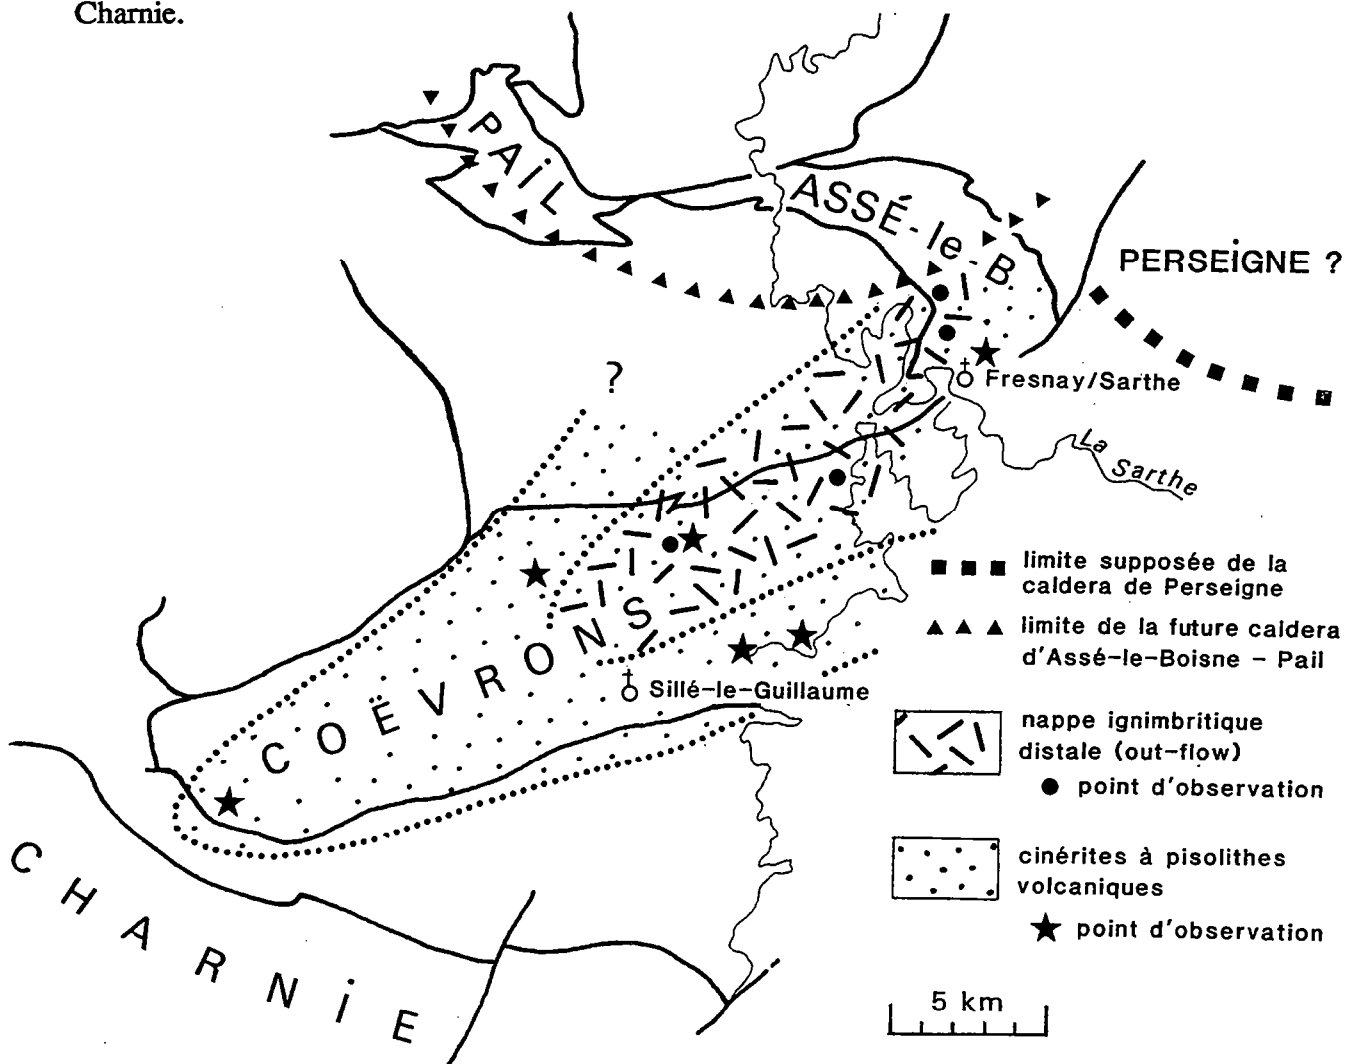 Charnie.
PAiL
ASSÉ-le-B
PERSEiGNE ?
?
Fresnay/Sarthe
La Sarthe
COËVRONS
Sillé-le-Guillaume
CHARNiE
limite supposée de la
caldera de Perseigne
limite de la future caldera
d'Assé-le-Boisne – Pail
nappe ignimbritique
distale (out-flow)
point d'observation
cinérites à pisolithes
volcaniques
point d'observation
5 km